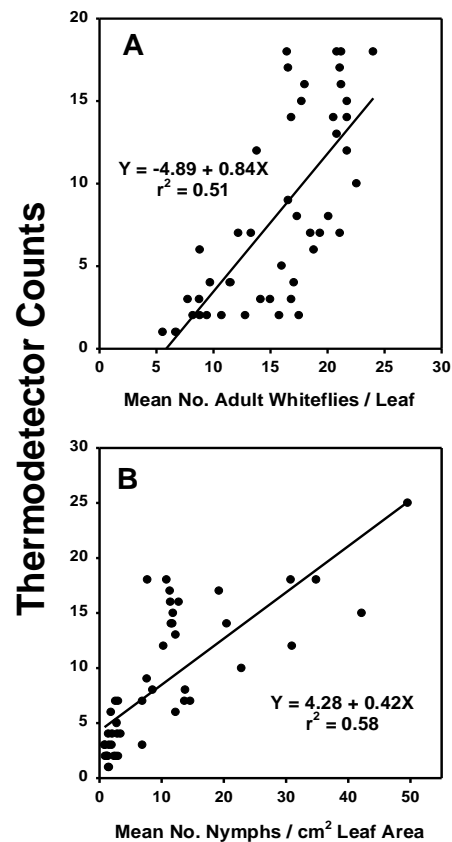 Thermodetector Counts
20
A
15
Y = -4.89 + 0.84X
r² = 0.51
10
5
0
0 5 10 15 20 25 30
Mean No. Adult Whiteflies / Leaf
30
B
25
20
15
10
Y = 4.28 + 0.42X
r² = 0.58
5
0
0 10 20 30 40 50
Mean No. Nymphs / cm² Leaf Area